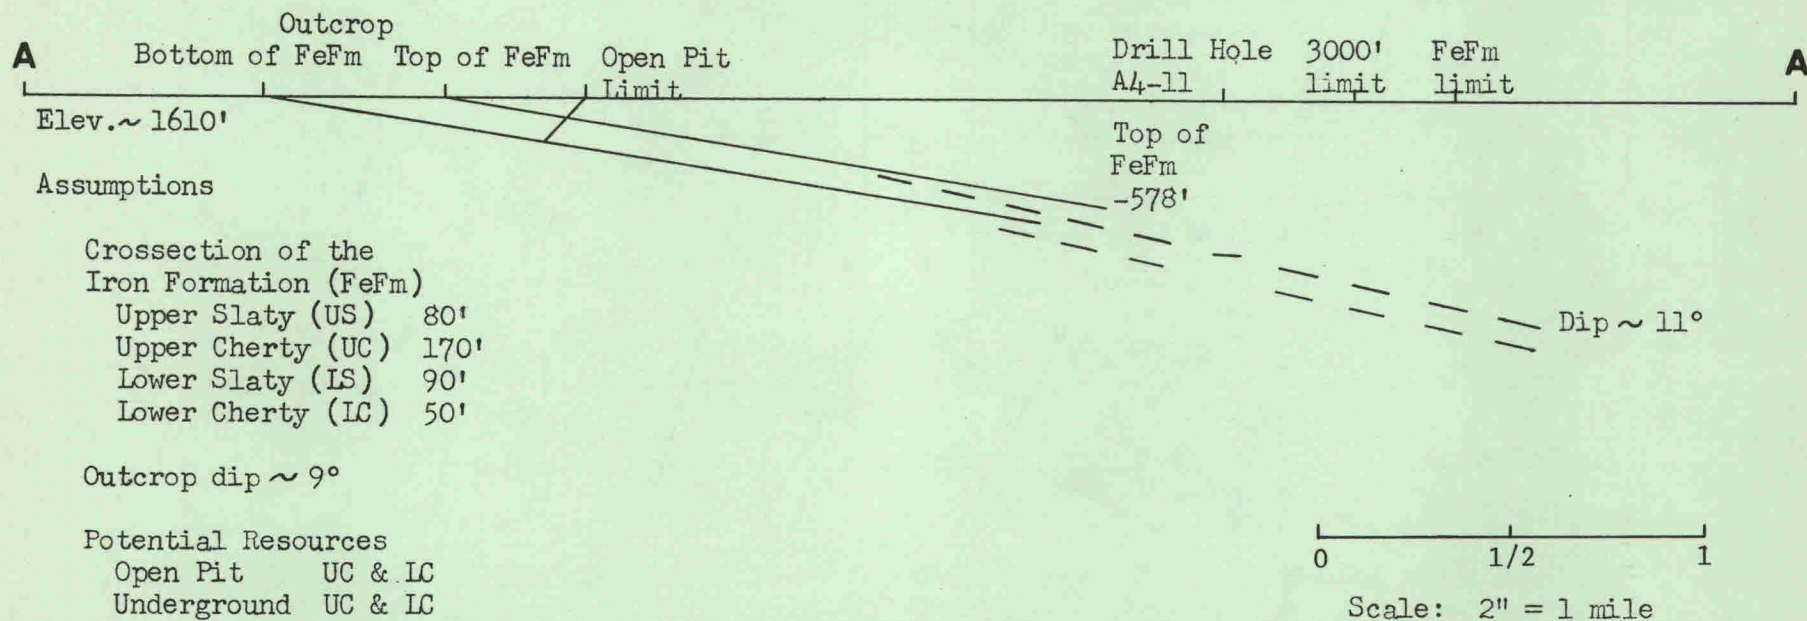 Outcrop
A Bottom of FeFm Top of FeFm Open Pit Limit Drill Hole A4-11 3000' limit FeFm limit A
Elev.~ 1610'
Top of
FeFm
-578'
Assumptions
Crossection of the
Iron Formation (FeFm)
Upper Slaty (US) 80'
Upper Cherty (UC) 170'
Lower Slaty (LS) 90'
Lower Cherty (LC) 50'
Dip ~ 11°
Outcrop dip ~ 9°
Potential Resources
Open Pit UC & LC
Underground UC & LC
0 1/2 1
Scale: 2" = 1 mile